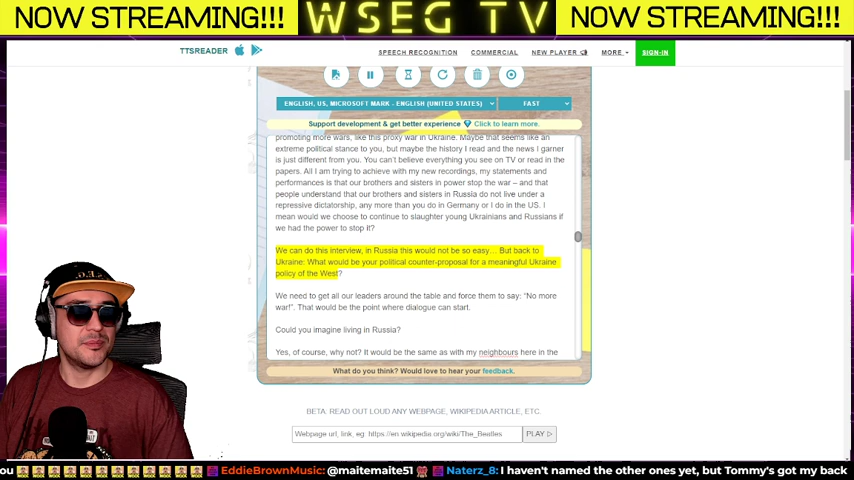 NOW STREAMING!!! WSEG TV NOW STREAMING!!!
TTSREADER SPEECH RECOGNITION COMMERCIAL NEW PLAYER MORE SIGN-IN
ENGLISH, US, MICROSOFT MARK - ENGLISH (UNITED STATES) FAST
Support development & get better experience Click to learn more.
promoting more wars, like this proxy war in Ukraine. Maybe that seems like an
extreme political stance to you, but maybe the history I read and the news I garner
is just different from you. You can't believe everything you see on TV or read in the
papers. All I am trying to achieve with my new recordings, my statements and
performances is that our brothers and sisters in power stop the war – and that
people understand that our brothers and sisters in Russia do not live under a
repressive dictatorship, any more than you do in Germany or I do in the US. I
mean would we choose to continue to slaughter young Ukrainians and Russians if
we had the power to stop it?
We can do this interview, in Russia this would not be so easy… But back to
Ukraine: What would be your political counter-proposal for a meaningful Ukraine
policy of the West?
We need to get all our leaders around the table and force them to say: "No more
war!". That would be the point where dialogue can start.
Could you imagine living in Russia?
Yes, of course, why not? It would be the same as with my neighbours here in the
What do you think? Would love to hear your feedback.
BETA: READ OUT LOUD ANY WEBPAGE, WIKIPEDIA ARTICLE, ETC.
Webpage url, link, eg: https://en.wikipedia.org/wiki/The_Beatles PLAY ▷
ou EddieBrownMusic: @maitemaite51 Naterz_8: I haven't named the other ones yet, but Tommy's got my back